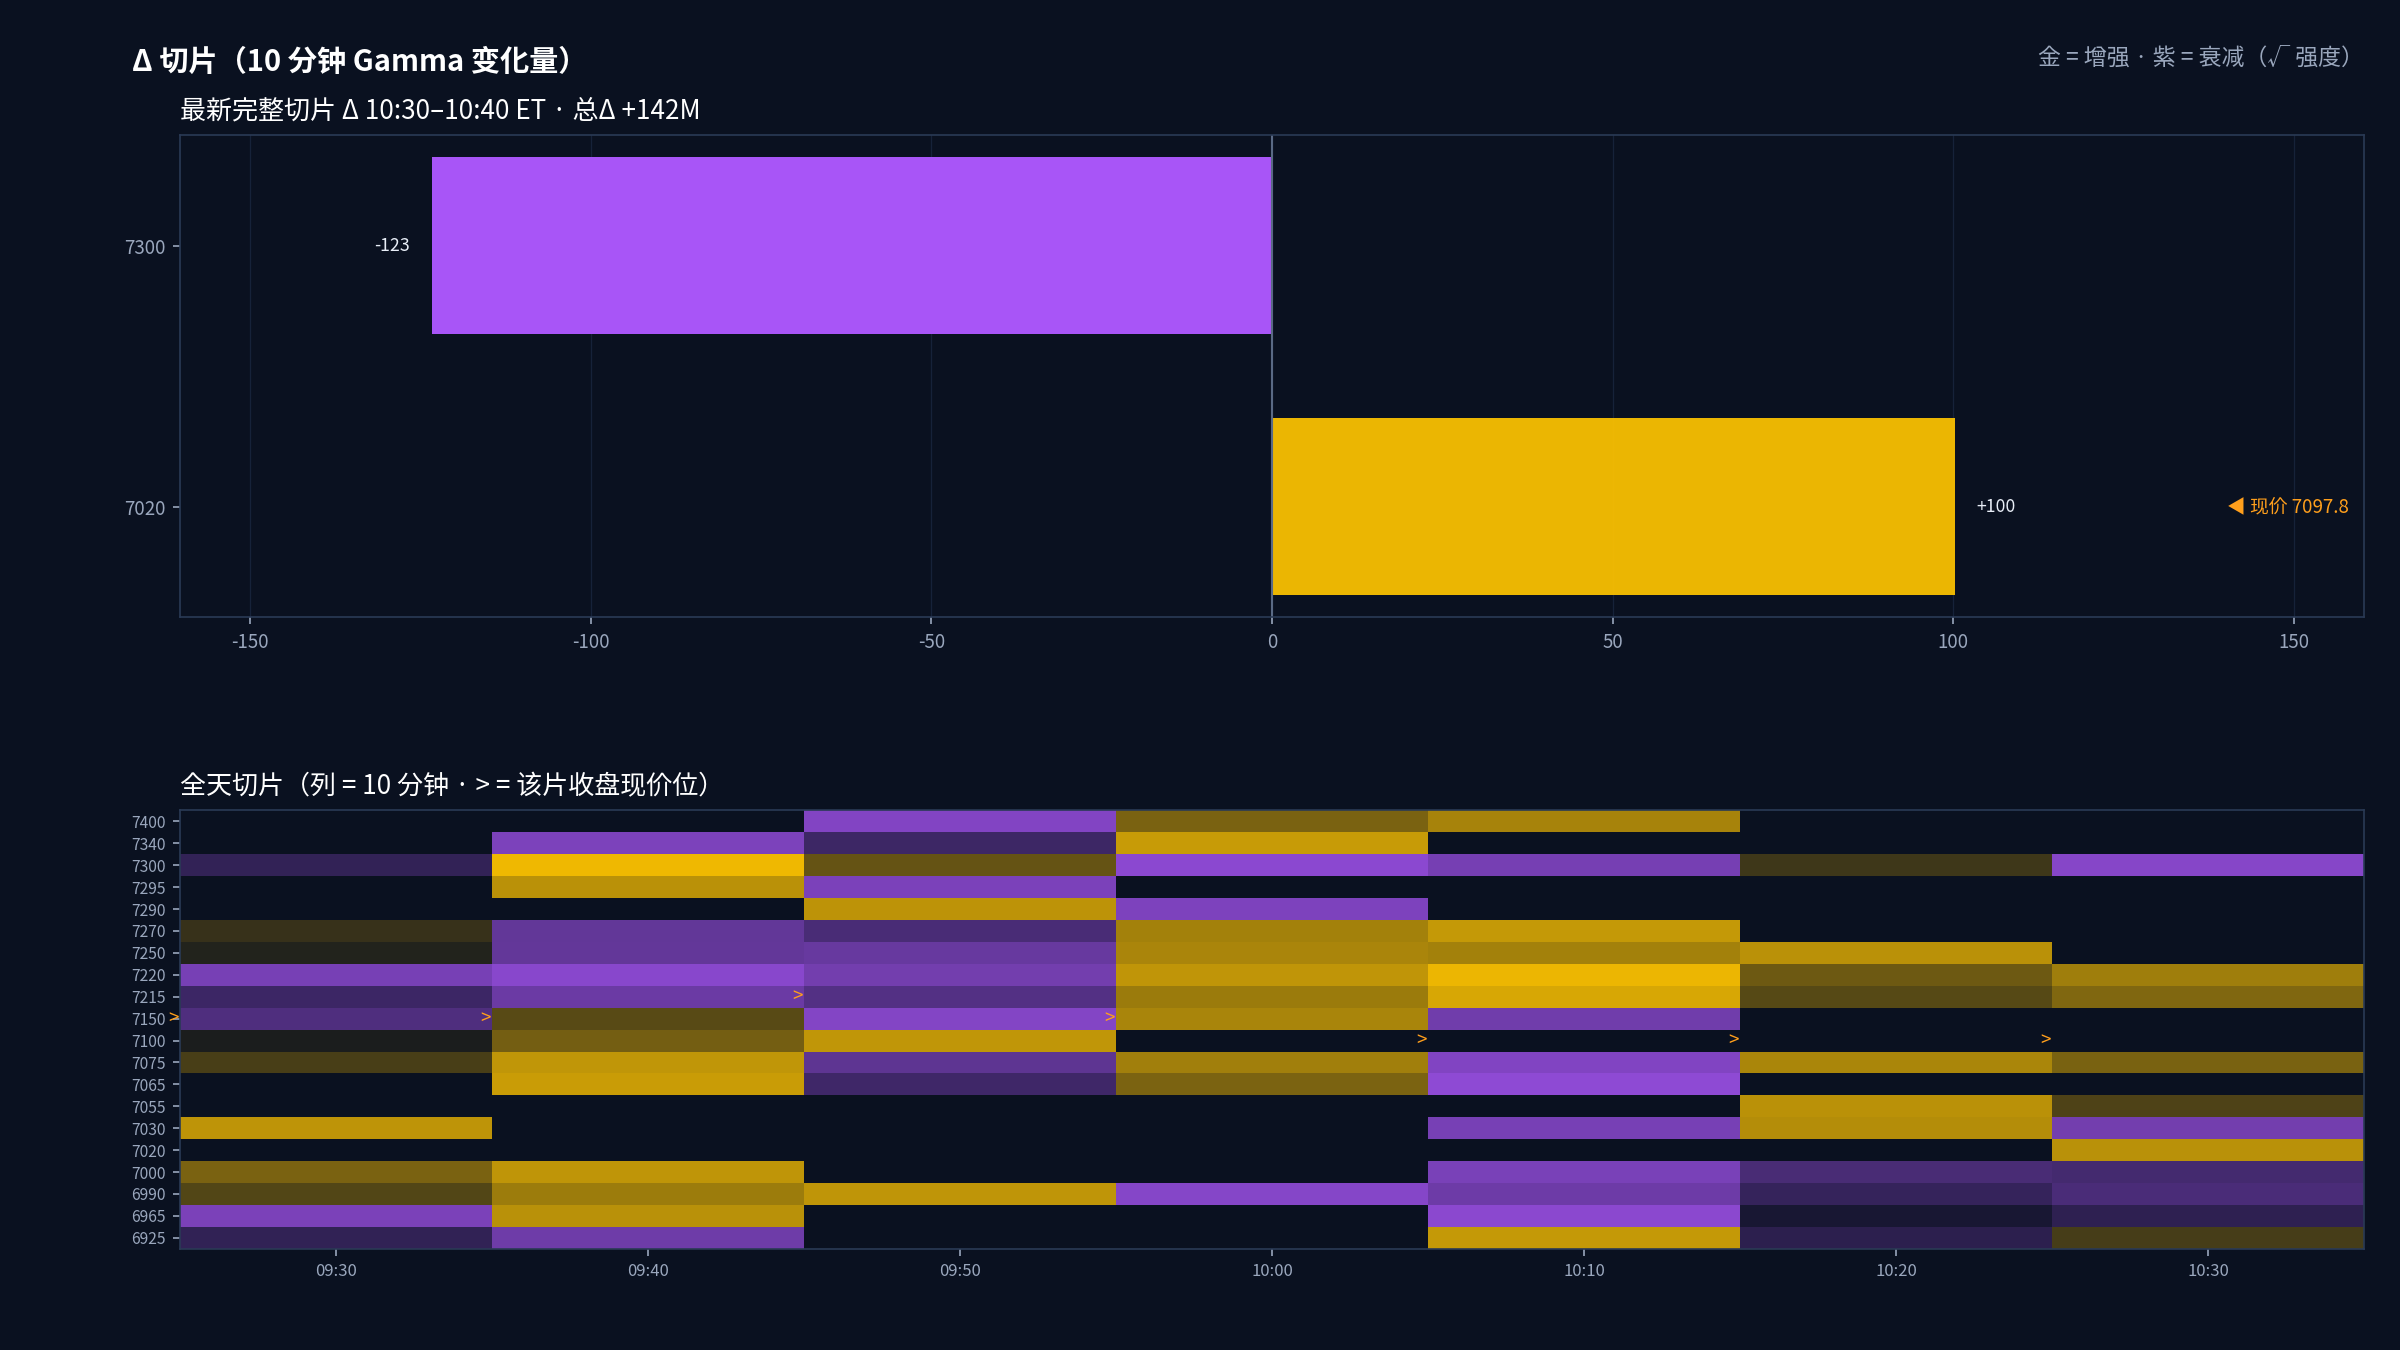 Δ 切片（10 分钟 Gamma 变化量）
金 = 增强 · 紫 = 衰减（√ 强度）
最新完整切片 Δ 10:30–10:40 ET · 总Δ +142M
7300
-123
7020
+100
◀ 现价 7097.8
-150 -100 -50 0 50 100 150
全天切片（列 = 10 分钟 · > = 该片收盘现价位）
7400
7340
7300
7295
7290
7270
7250
7220
7215 >
7150 > > >
7100 > > >
7075
7065
7055
7030
7020
7000
6990
6965
6925
09:30 09:40 09:50 10:00 10:10 10:20 10:30